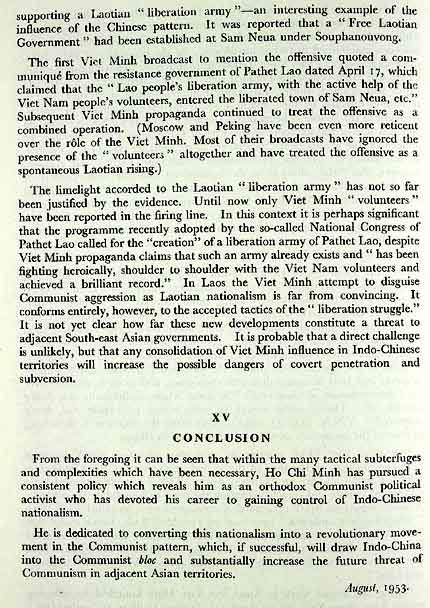 supporting a Laotian “ liberation army ”—an interesting example of the
influence of the Chinese pattern. It was reported that a “ Free Laotian
Government ” had been established at Sam Neua under Souphanouvong.
The first Viet Minh broadcast to mention the offensive quoted a com-
muniqué from the resistance government of Pathet Lao dated April 17, which
claimed that the “ Lao people’s liberation army, with the active help of the
Viet Nam people’s volunteers, entered the liberated town of Sam Neua, etc.”
Subsequent Viet Minh propaganda continued to treat the offensive as a
combined operation. (Moscow and Peking have been even more reticent
over the rôle of the Viet Minh. Most of their broadcasts have ignored the
presence of the “ volunteers ” altogether and have treated the offensive as a
spontaneous Laotian rising.)
The limelight accorded to the Laotian “ liberation army ” has not so far
been justified by the evidence. Until now only Viet Minh “ volunteers ”
have been reported in the firing line. In this context it is perhaps significant
that the programme recently adopted by the so-called National Congress of
Pathet Lao called for the “creation” of a liberation army of Pathet Lao, despite
Viet Minh propaganda claims that such an army already exists and “ has been
fighting heroically, shoulder to shoulder with the Viet Nam volunteers and
achieved a brilliant record.” In Laos the Viet Minh attempt to disguise
Communist aggression as Laotian nationalism is far from convincing. It
conforms entirely, however, to the accepted tactics of the “ liberation struggle.”
It is not yet clear how far these new developments constitute a threat to
adjacent South-east Asian governments. It is probable that a direct challenge
is unlikely, but that any consolidation of Viet Minh influence in Indo-Chinese
territories will increase the possible dangers of covert penetration and
subversion.
XV
CONCLUSION
From the foregoing it can be seen that within the many tactical subterfuges
and complexities which have been necessary, Ho Chi Minh has pursued a
consistent policy which reveals him as an orthodox Communist political
activist who has devoted his career to gaining control of Indo-Chinese
nationalism.
He is dedicated to converting this nationalism into a revolutionary move-
ment in the Communist pattern, which, if successful, will draw Indo-China
into the Communist bloc and substantially increase the future threat of
Communism in adjacent Asian territories.
August, 1953.